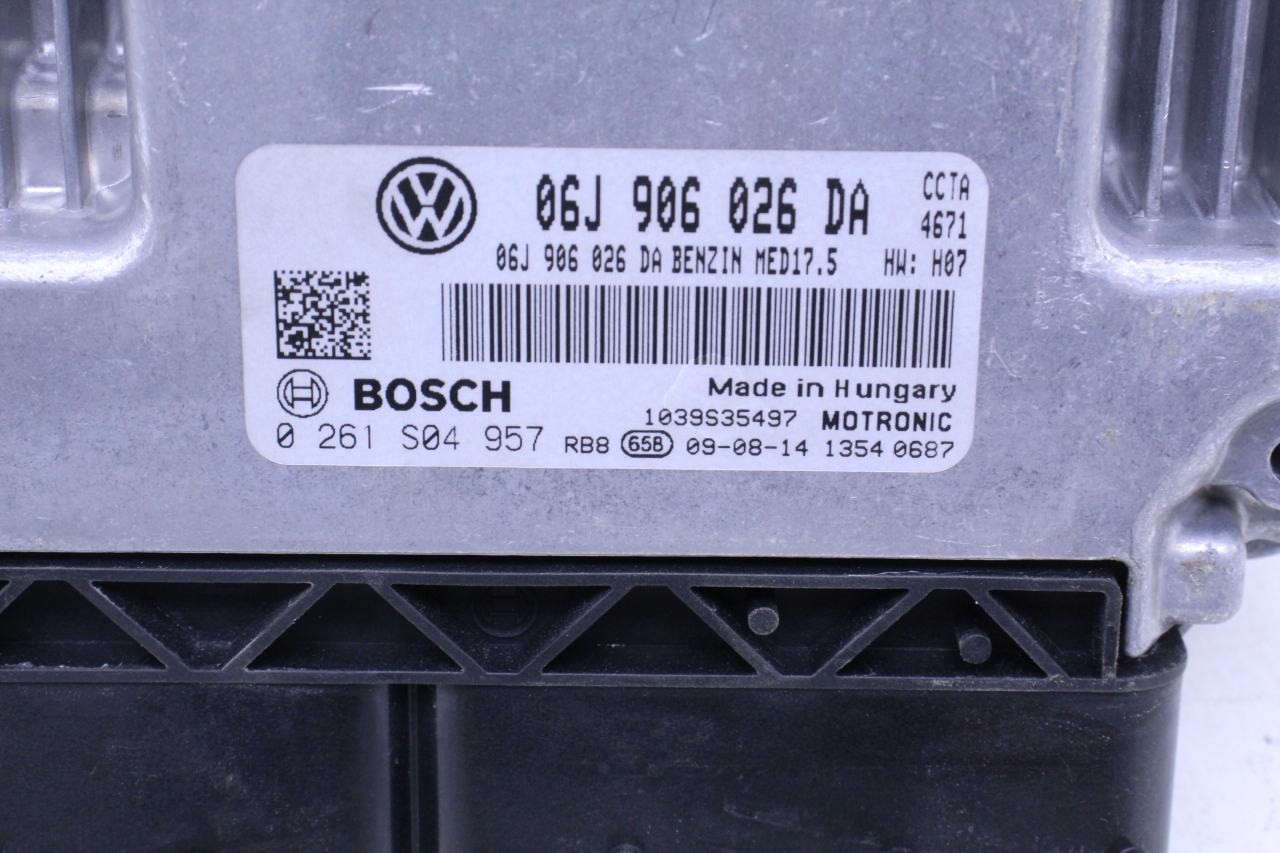 06J 906 026 DA CCTA
4671
06J 906 026 DA BENZIN MED17.5 HW: H07
BOSCH Made in Hungary
1039S35497 MOTRONIC
0 261 S04 957 RB8 65B 09-08-14 1354 0687